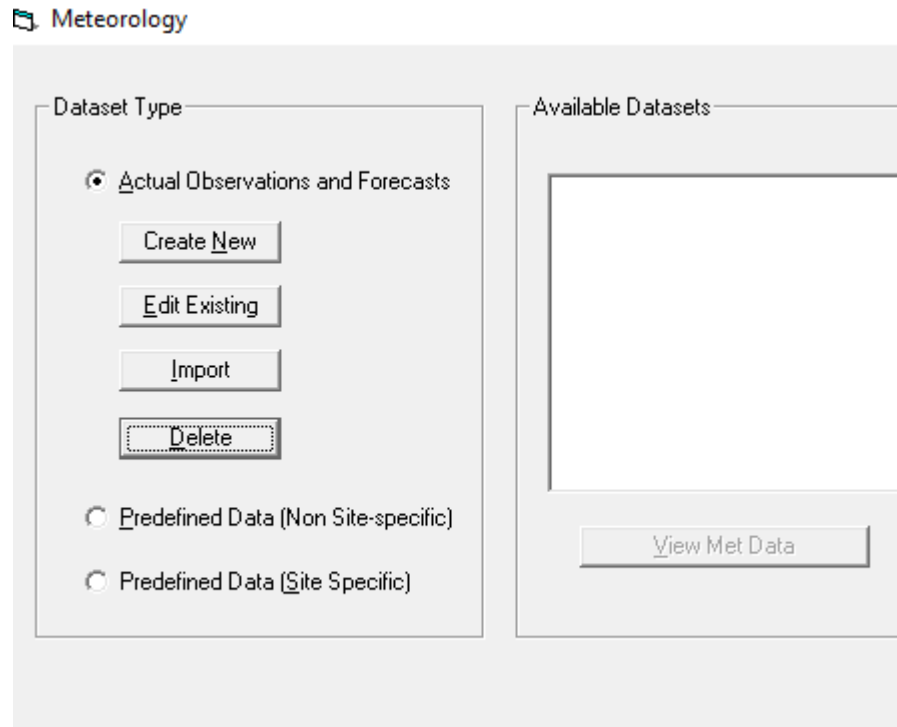 Meteorology
Dataset Type
Actual Observations and Forecasts
Create New
Edit Existing
Import
Delete
Predefined Data (Non Site-specific)
Predefined Data (Site Specific)
Available Datasets
View Met Data